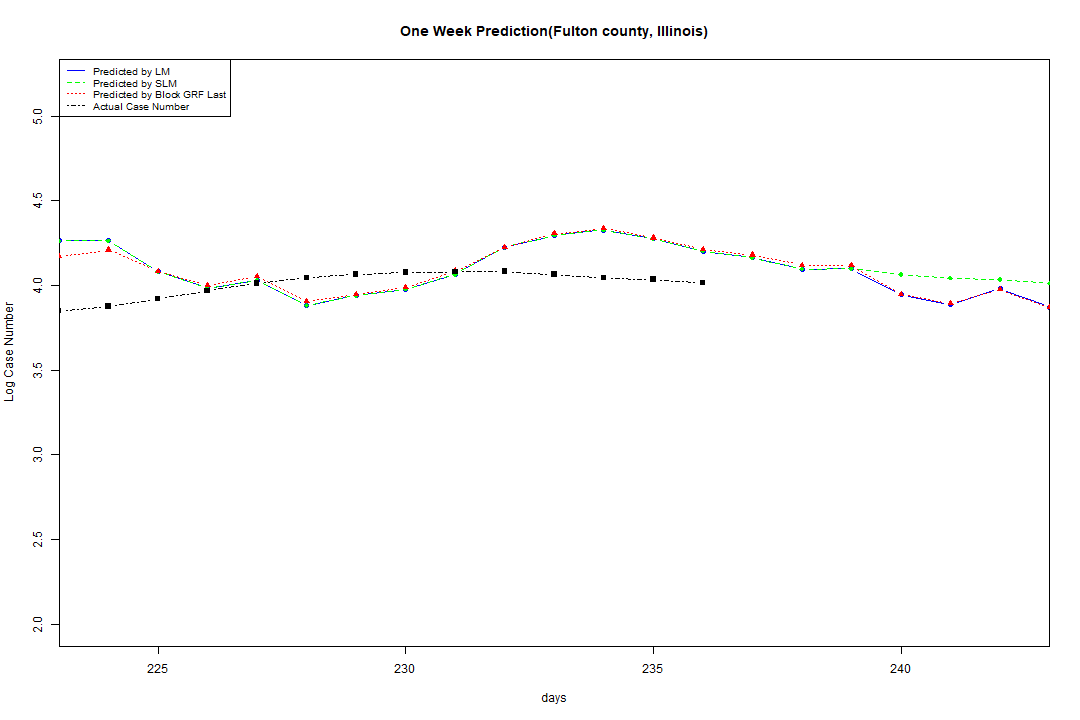 One Week Prediction(Fulton county, Illinois)
Predicted by LM
Predicted by SLM
Predicted by Block GRF Last
Actual Case Number
5.0
4.5
4.0
3.5
3.0
2.5
2.0
Log Case Number
225
230
235
240
days